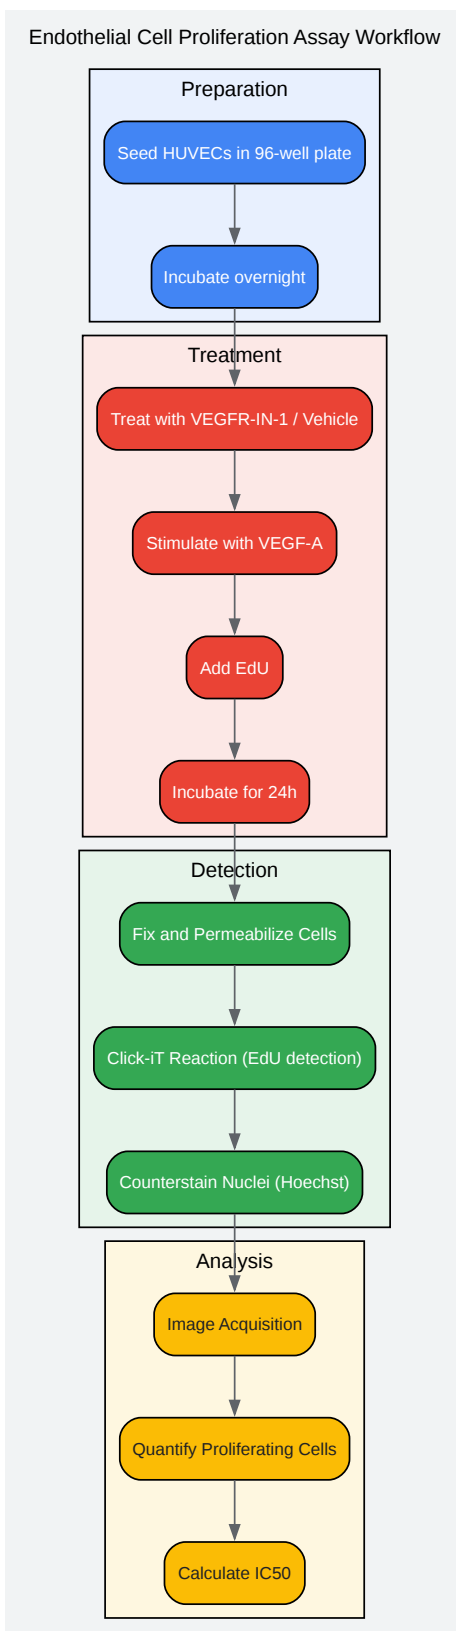 Endothelial Cell Proliferation Assay Workflow
Preparation
Seed HUVECs in 96-well plate
Incubate overnight
Treatment
Treat with VEGFR-IN-1 / Vehicle
Stimulate with VEGF-A
Add EdU
Incubate for 24h
Detection
Fix and Permeabilize Cells
Click-iT Reaction (EdU detection)
Counterstain Nuclei (Hoechst)
Analysis
Image Acquisition
Quantify Proliferating Cells
Calculate IC50